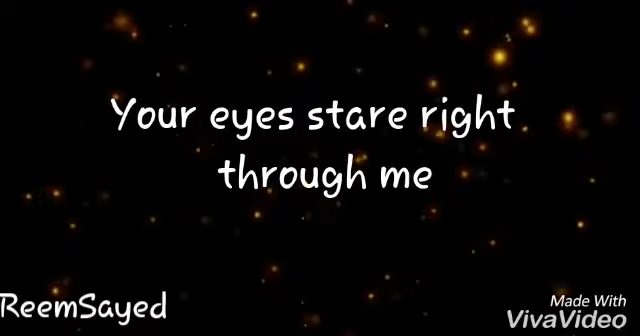 Your eyes stare right
through me
ReemSayed
Made With
VivaVideo